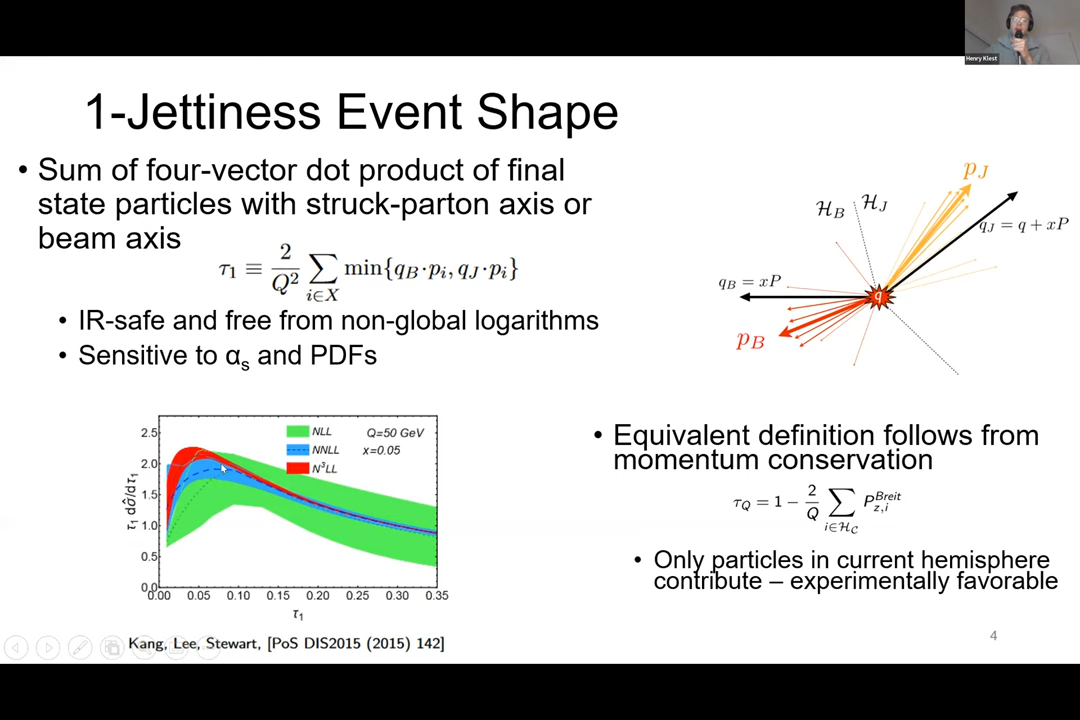 Henry Klest
1-Jettiness Event Shape
• Sum of four-vector dot product of final
state particles with struck-parton axis or
beam axis
τ₁ ≡ 2/Q² ∑_{i∈X} min{q_B·p_i, q_J·p_i}
• IR-safe and free from non-global logarithms
• Sensitive to αₛ and PDFs
p_J
H_B H_J
q_J = q + xP
q_B = xP
q
p_B
NLL Q=50 GeV
NNLL x=0.05
N³LL
τ₁ dσ̂/dτ₁
2.5
2.0
1.5
1.0
0.5
0.0
0.00 0.05 0.10 0.15 0.20 0.25 0.30 0.35
τ₁
Kang, Lee, Stewart, [PoS DIS2015 (2015) 142]
• Equivalent definition follows from
momentum conservation
τ_Q = 1 − 2/Q ∑_{i∈H_C} P_{z,i}^{Breit}
• Only particles in current hemisphere
contribute – experimentally favorable
4